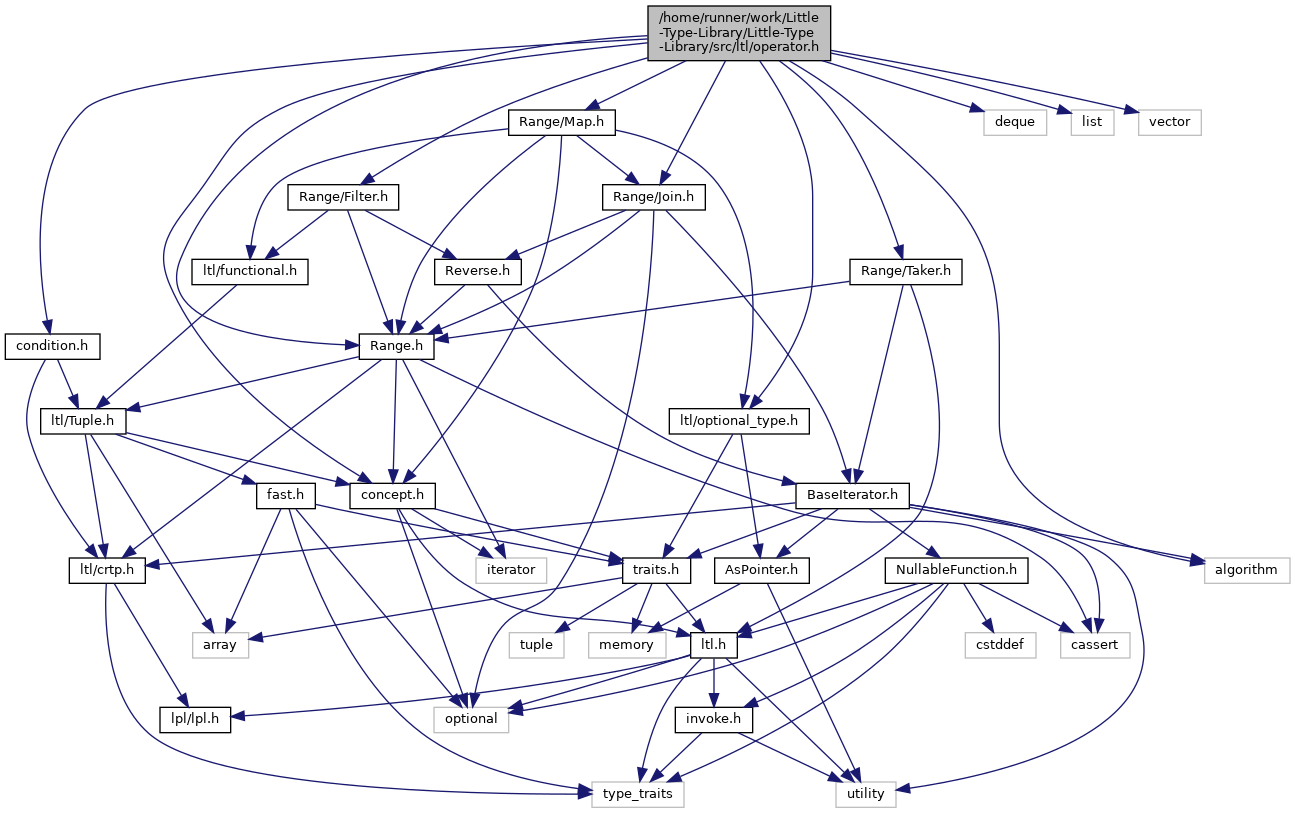 /home/runner/work/Little
-Type-Library/Little-Type
-Library/src/ltl/operator.h
Range/Map.h
deque
list
vector
Range/Filter.h
Range/Join.h
ltl/functional.h
Reverse.h
Range/Taker.h
condition.h
Range.h
ltl/Tuple.h
ltl/optional_type.h
fast.h
concept.h
BaseIterator.h
ltl/crtp.h
iterator
traits.h
AsPointer.h
NullableFunction.h
algorithm
array
tuple
memory
ltl.h
cstddef
cassert
lpl/lpl.h
optional
invoke.h
type_traits
utility